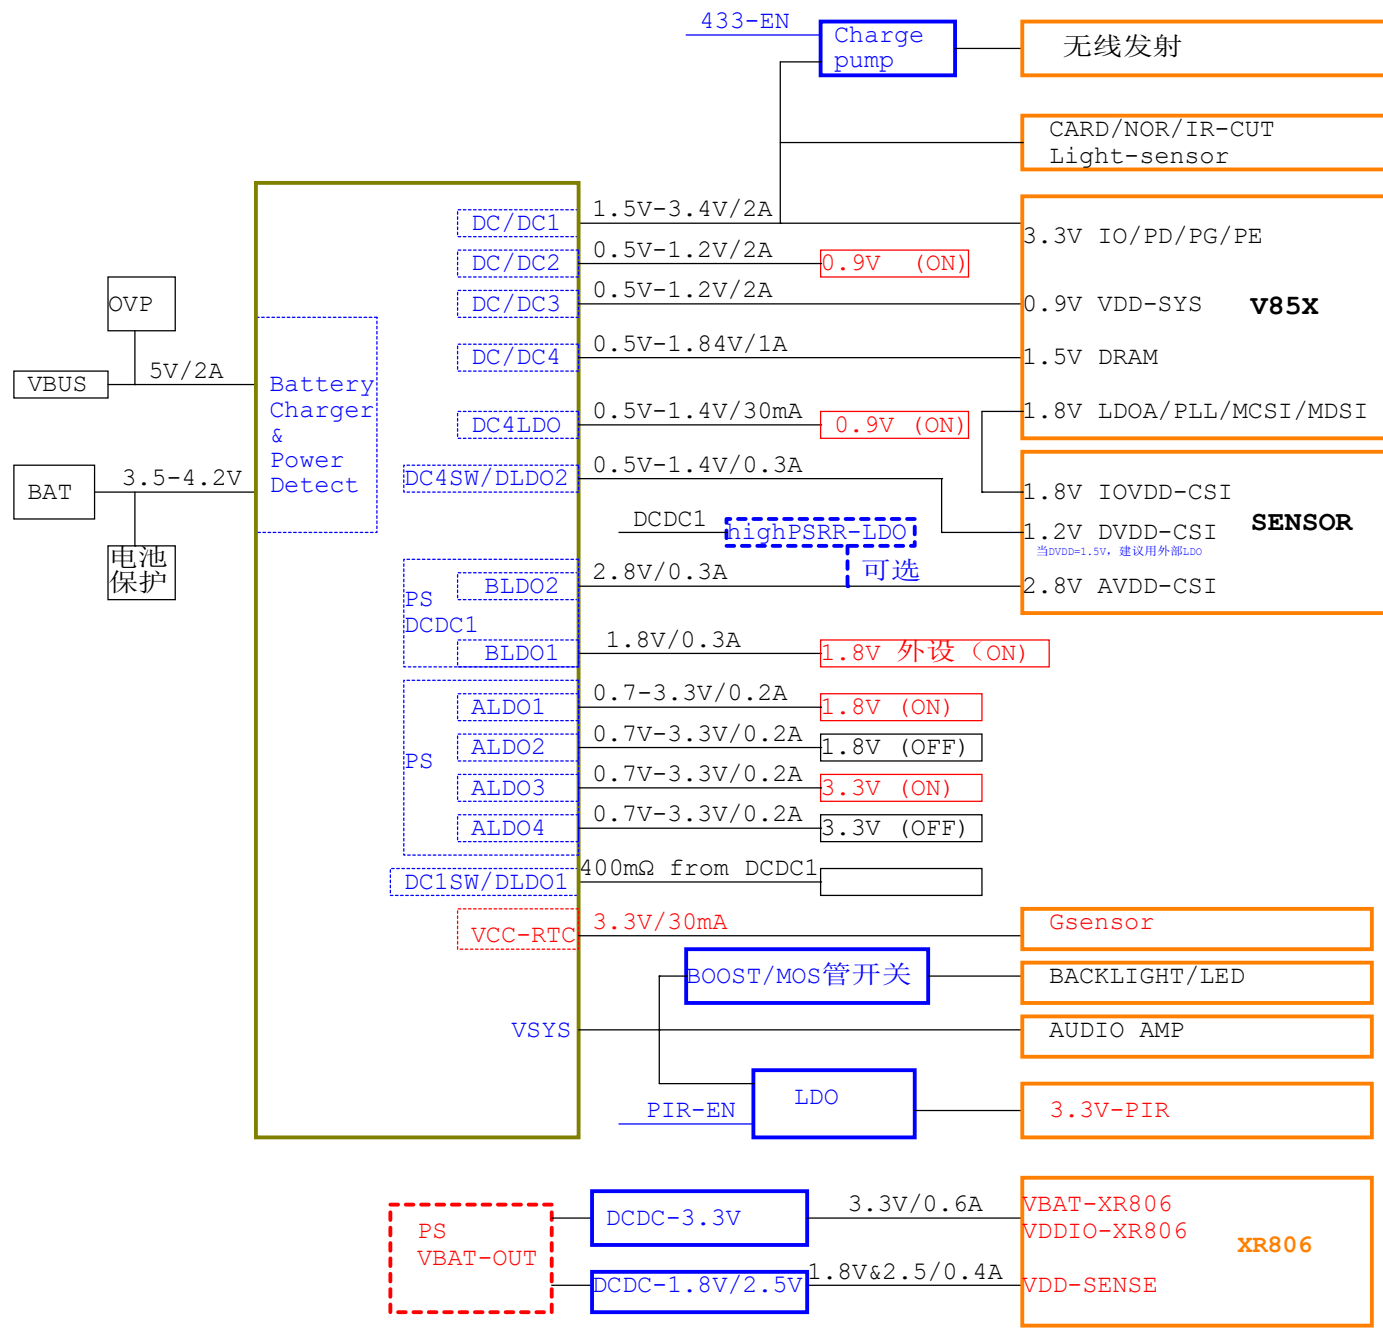 433-EN
Charge
pump
无线发射
CARD/NOR/IR-CUT
Light-sensor
DC/DC1
1.5V-3.4V/2A
3.3V IO/PD/PG/PE
DC/DC2
0.5V-1.2V/2A
0.9V (ON)
DC/DC3
0.5V-1.2V/2A
0.9V VDD-SYS
V85X
OVP
DC/DC4
0.5V-1.84V/1A
1.5V DRAM
VBUS
5V/2A
Battery
Charger
&
Power
Detect
DC4LDO
0.5V-1.4V/30mA
0.9V (ON)
1.8V LDOA/PLL/MCSI/MDSI
BAT
3.5-4.2V
电池
保护
DC4SW/DLDO2
0.5V-1.4V/0.3A
1.8V IOVDD-CSI
SENSOR
DCDC1
highPSRR-LDO
1.2V DVDD-CSI
当DVDD=1.5V，建议用外部LDO
可选
PS
DCDC1
BLDO2
2.8V/0.3A
2.8V AVDD-CSI
BLDO1
1.8V/0.3A
1.8V 外设（ON)
PS
ALDO1
0.7-3.3V/0.2A
1.8V (ON)
ALDO2
0.7V-3.3V/0.2A
1.8V (OFF)
ALDO3
0.7V-3.3V/0.2A
3.3V (ON)
ALDO4
0.7V-3.3V/0.2A
3.3V (OFF)
DC1SW/DLDO1
400mΩ from DCDC1
VCC-RTC
3.3V/30mA
Gsensor
BOOST/MOS管开关
BACKLIGHT/LED
VSYS
AUDIO AMP
PIR-EN
LDO
3.3V-PIR
PS
VBAT-OUT
DCDC-3.3V
3.3V/0.6A
VBAT-XR806
VDDIO-XR806
XR806
DCDC-1.8V/2.5V
1.8V&2.5/0.4A
VDD-SENSE